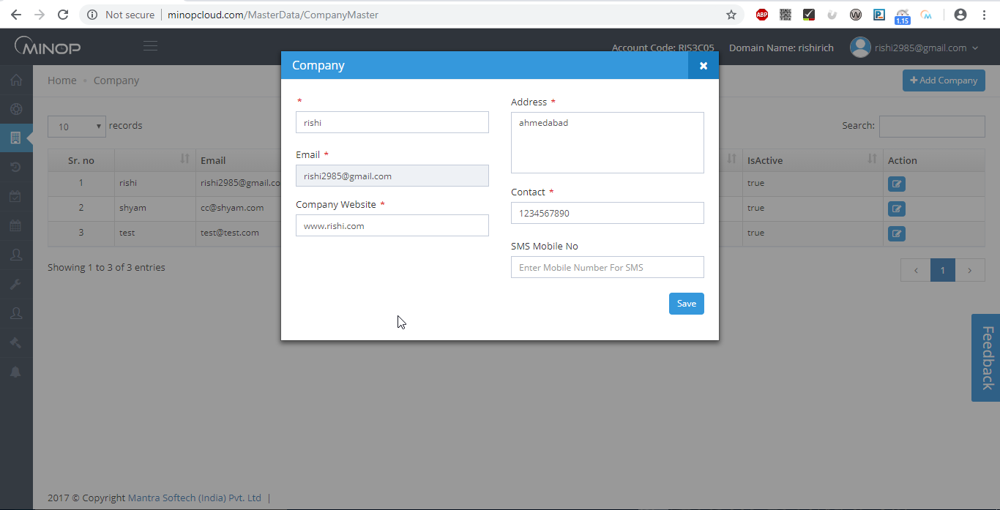 Not secure | minopcloud.com/MasterData/CompanyMaster
ABP
W
P
1.15
MINOP
Account Code: RIS3C05
Domain Name: rishirich
rishi2985@gmail.com
Home • Company
+ Add Company
10 records
Search:
Sr. no
Email
IsActive
Action
1 rishi rishi2985@gmail.co true
2 shyam cc@shyam.com true
3 test test@test.com true
Showing 1 to 3 of 3 entries
‹ 1 ›
Company ×
*
rishi
Email *
rishi2985@gmail.com
Company Website *
www.rishi.com
Address *
ahmedabad
Contact *
1234567890
SMS Mobile No
Enter Mobile Number For SMS
Save
Feedback
2017 © Copyright Mantra Softech (India) Pvt. Ltd |